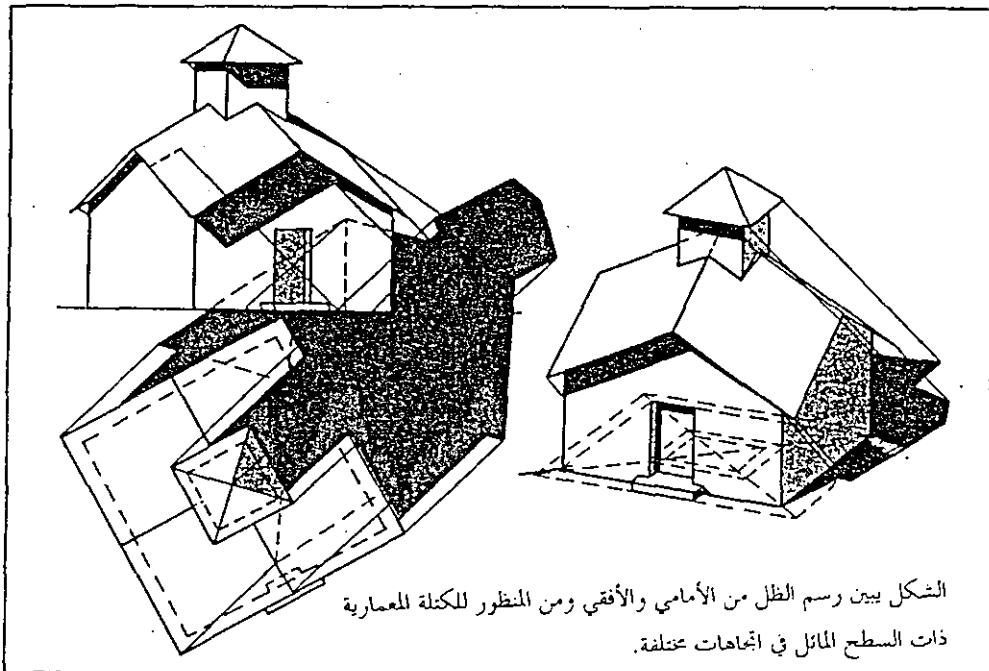 الشكل يبين رسم الظل من الأمامي والأفقي ومن المنظور للكتلة المعمارية
ذات السطح المائل في اتجاهات مختلفة.